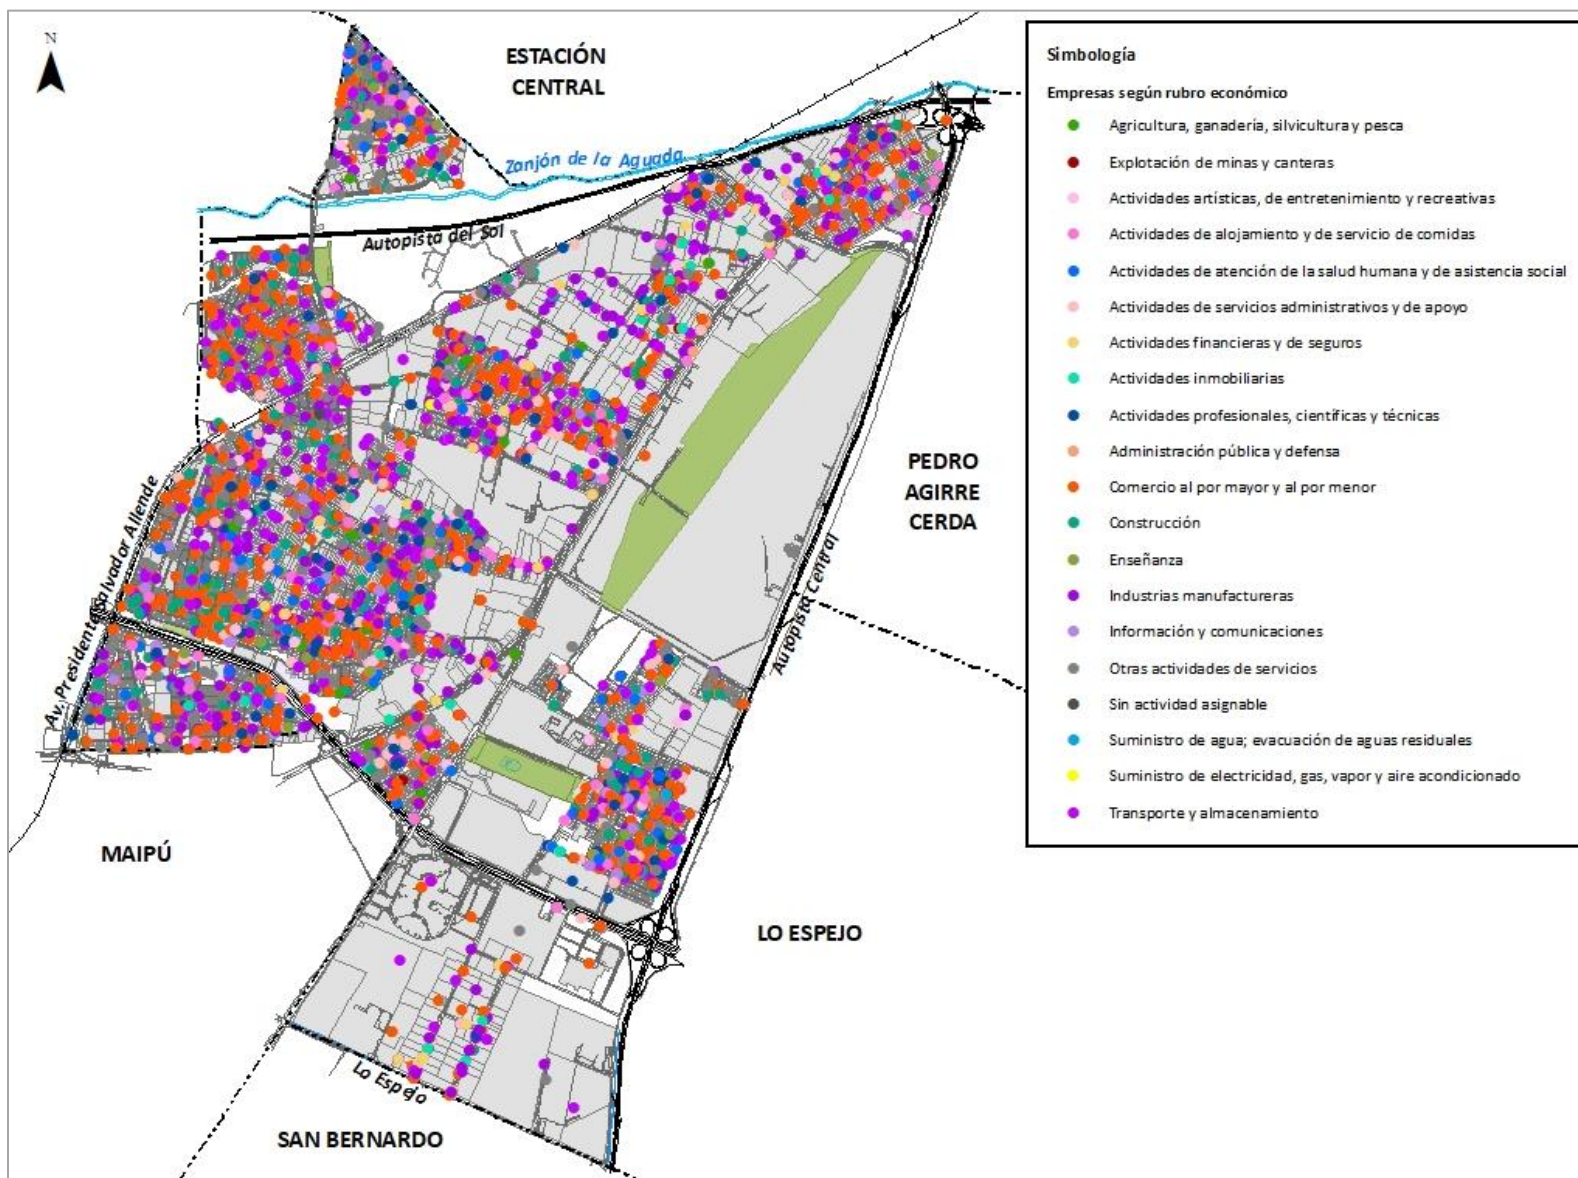 N
ESTACIÓN
CENTRAL
Zanjón de la Aguada
Autopista del Sol
Av. Presidente Salvador Allende
PEDRO
AGIRRE
CERDA
Autopista Central
MAIPÚ
LO ESPEJO
Lo Espejo
SAN BERNARDO
Simbología
Empresas según rubro económico
Agricultura, ganadería, silvicultura y pesca
Explotación de minas y canteras
Actividades artísticas, de entretenimiento y recreativas
Actividades de alojamiento y de servicio de comidas
Actividades de atención de la salud humana y de asistencia social
Actividades de servicios administrativos y de apoyo
Actividades financieras y de seguros
Actividades inmobiliarias
Actividades profesionales, científicas y técnicas
Administración pública y defensa
Comercio al por mayor y al por menor
Construcción
Enseñanza
Industrias manufactureras
Información y comunicaciones
Otras actividades de servicios
Sin actividad asignable
Suministro de agua; evacuación de aguas residuales
Suministro de electricidad, gas, vapor y aire acondicionado
Transporte y almacenamiento